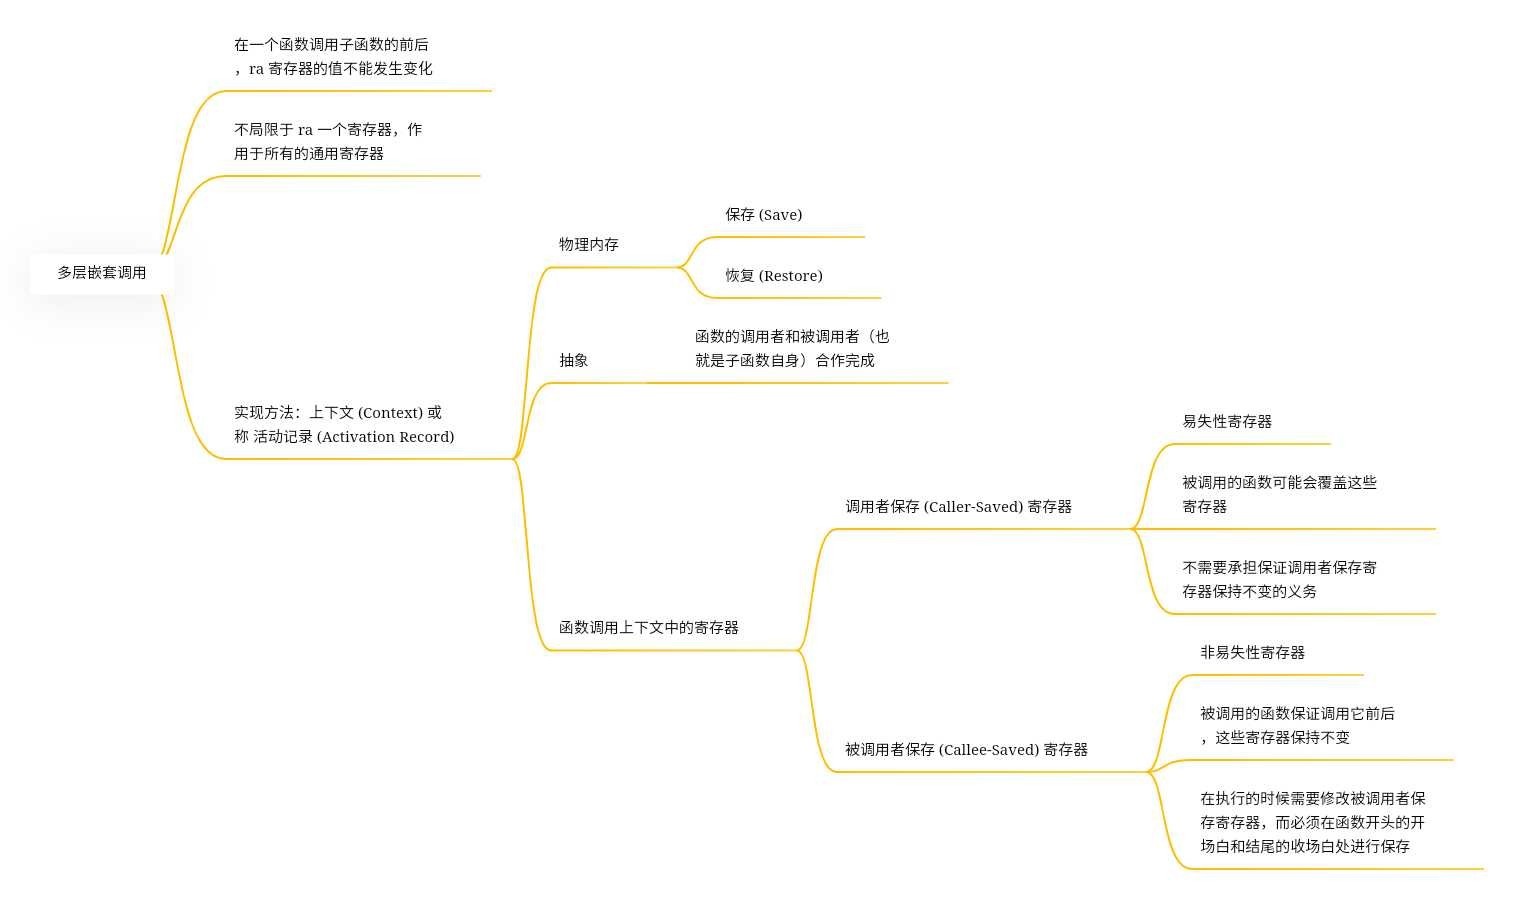 在一个函数调用子函数的前后
，ra 寄存器的值不能发生变化
不局限于 ra 一个寄存器，作
用于所有的通用寄存器
多层嵌套调用
实现方法：上下文 (Context) 或
称 活动记录 (Activation Record)
物理内存
保存 (Save)
恢复 (Restore)
抽象
函数的调用者和被调用者（也
就是子函数自身）合作完成
函数调用上下文中的寄存器
调用者保存 (Caller-Saved) 寄存器
易失性寄存器
被调用的函数可能会覆盖这些
寄存器
不需要承担保证调用者保存寄
存器保持不变的义务
被调用者保存 (Callee-Saved) 寄存器
非易失性寄存器
被调用的函数保证调用它前后
，这些寄存器保持不变
在执行的时候需要修改被调用者保
存寄存器，而必须在函数开头的开
场白和结尾的收场白处进行保存